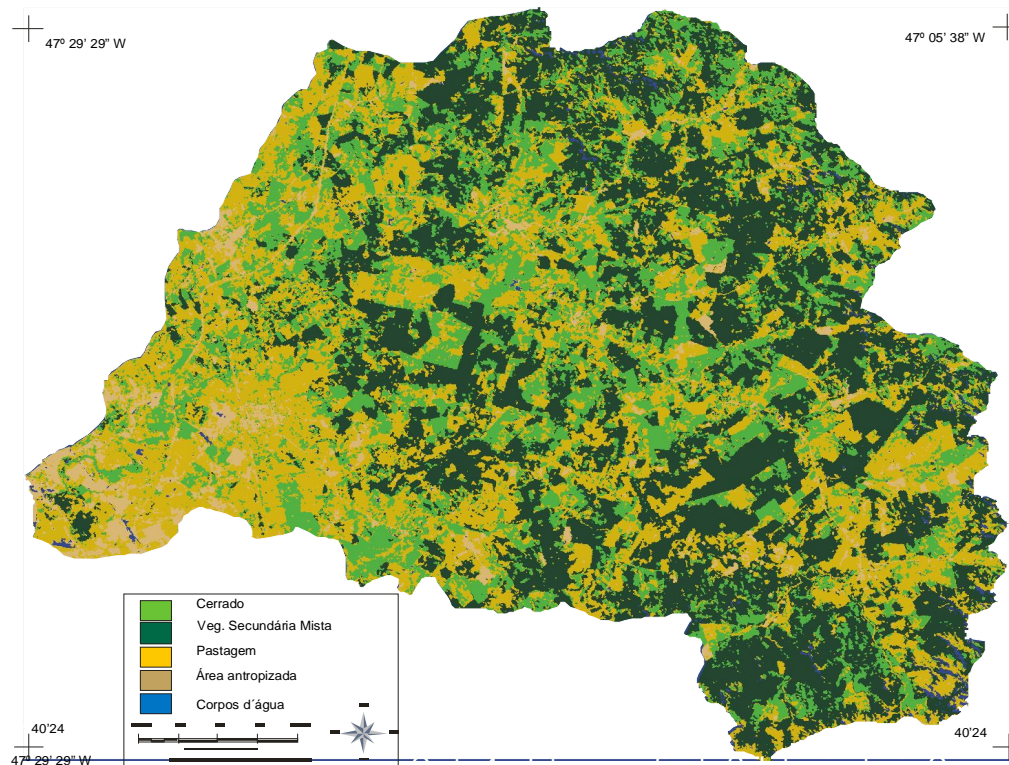 47º 29' 29" W
47º 05' 38" W
Cerrado
Veg. Secundária Mista
Pastagem
Área antropizada
Corpos d´água
40'24
40'24
47º 29' 29" W